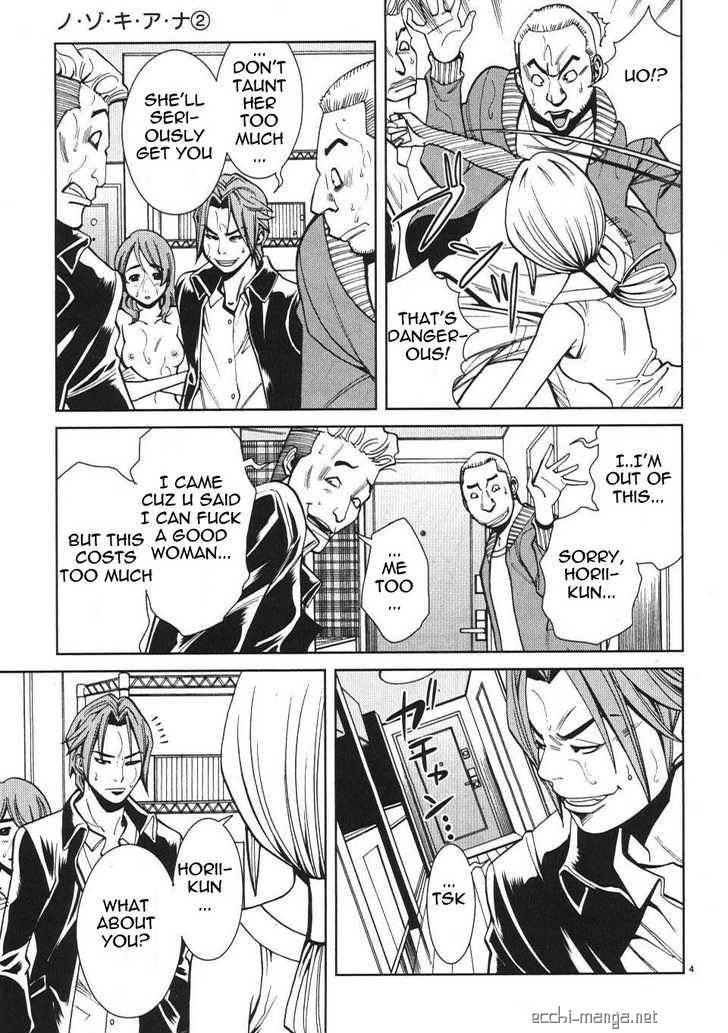 ノ・ゾ・キ・ア・ナ②
UO!?
THAT'S
DANGER-
OUS!
...
DON'T
TAUNT
HER
TOO
MUCH
...
SHE'LL
SERI-
OUSLY
GET YOU
I..I'M
OUT OF
THIS...
SORRY,
HORII-
KUN...
...
ME
TOO
...
I CAME
CUZ U SAID
I CAN FUCK
A GOOD
WOMAN...
BUT THIS
COSTS
TOO MUCH
ガチャン…
...
TSK
HORII-
KUN
...
WHAT
ABOUT
YOU?
4
ecchi-manga.net